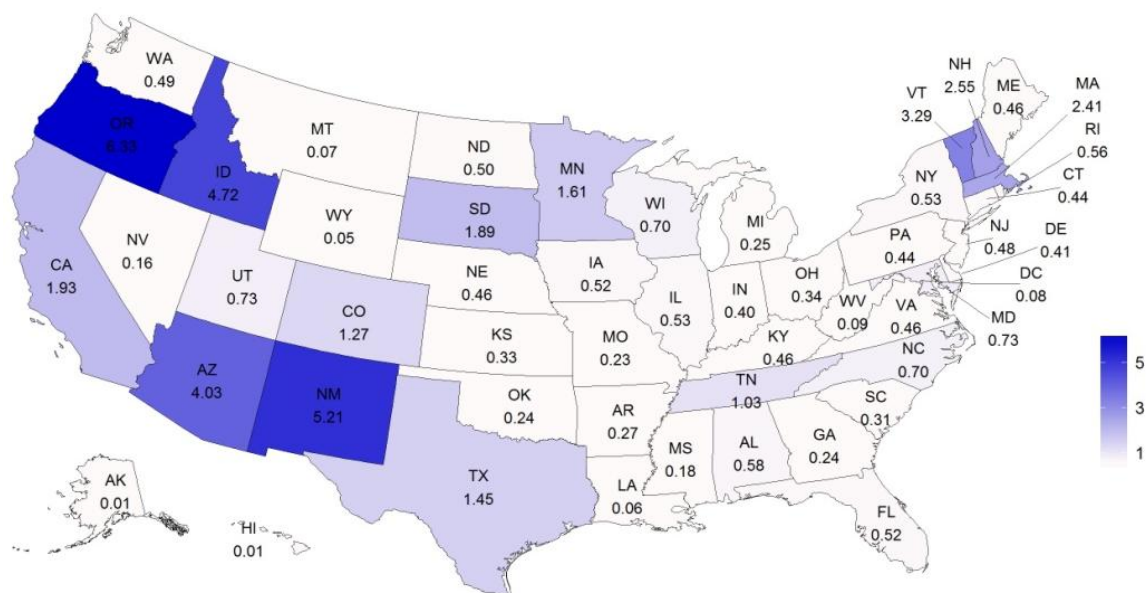 WA
0.49
OR
6.33
ID
4.72
MT
0.07
ND
0.50
MN
1.61
SD
1.89
WY
0.05
NV
0.16
CA
1.93
UT
0.73
CO
1.27
NE
0.46
KS
0.33
AZ
4.03
NM
5.21
OK
0.24
TX
1.45
IA
0.52
WI
0.70
MI
0.25
IL
0.53
IN
0.40
OH
0.34
MO
0.23
KY
0.46
WV
0.09
VA
0.46
PA
0.44
NY
0.53
VT
3.29
NH
2.55
ME
0.46
MA
2.41
RI
0.56
CT
0.44
NJ
0.48
DE
0.41
DC
0.08
MD
0.73
NC
0.70
TN
1.03
SC
0.31
AR
0.27
MS
0.18
AL
0.58
GA
0.24
LA
0.06
FL
0.52
AK
0.01
HI
0.01
5
3
1